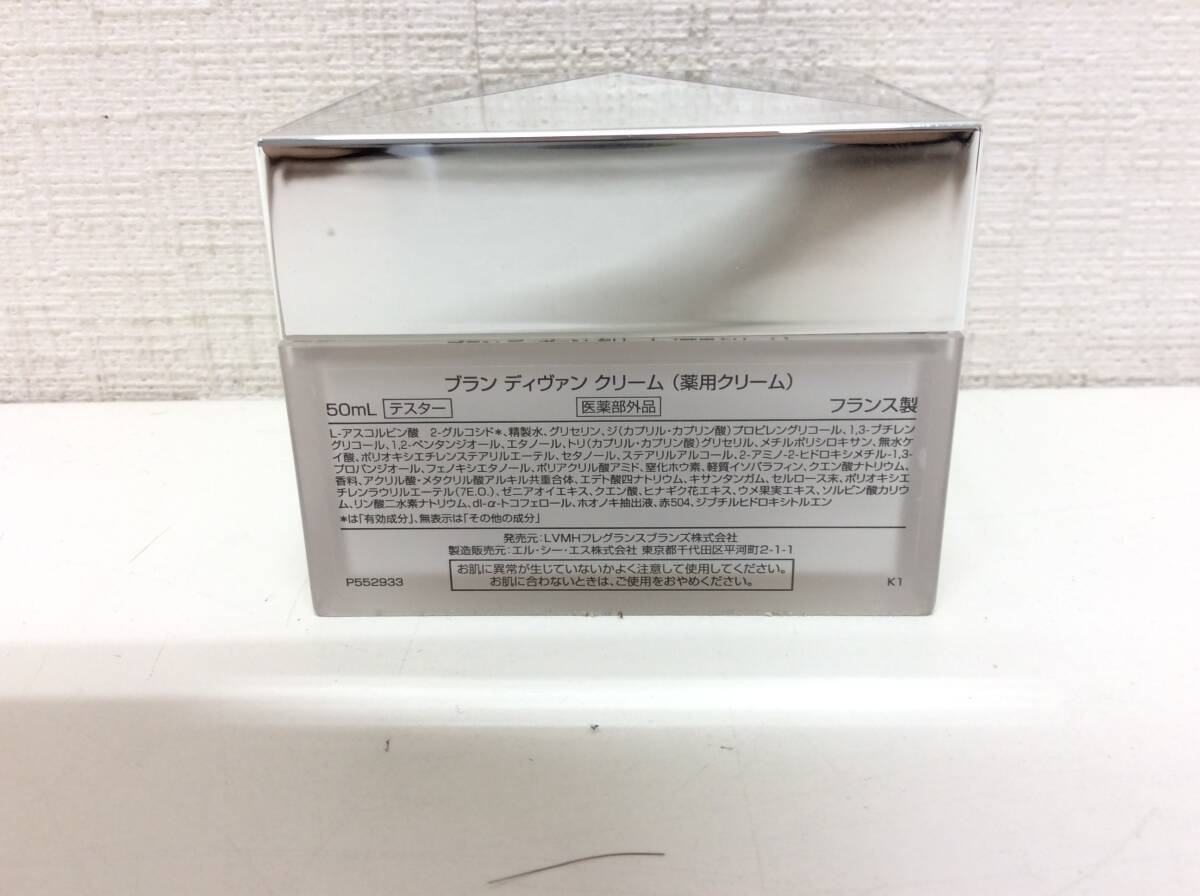 ブラン ディヴァン クリーム（薬用クリーム）
50mL テスター 医薬部外品 フランス製
L-アスコルビン酸 2-グルコシド*、精製水、グリセリン、ジ(カプリル・カプリン酸)プロピレングリコール、1,3-ブチレン
グリコール、1,2-ペンタンジオール、エタノール、トリ(カプリル・カプリン酸)グリセリル、メチルポリシロキサン、無水ケ
イ酸、ポリオキシエチレンステアリルエーテル、セタノール、ステアリルアルコール、2-アミノ-2-ヒドロキシメチル-1,3-
プロパンジオール、フェノキシエタノール、ポリアクリル酸アミド、窒化ホウ素、軽質イソパラフィン、クエン酸ナトリウム、
香料、アクリル酸・メタクリル酸アルキル共重合体、エデト酸四ナトリウム、キサンタンガム、セルロース末、ポリオキシエ
チレンラウリルエーテル(7E.O.)、ゼニアオイエキス、クエン酸、ヒナギク花エキス、ウメ果実エキス、ソルビン酸カリウ
ム、リン酸二水素ナトリウム、dl-α-トコフェロール、ホオノキ抽出液、赤504、ジブチルヒドロキシトルエン
*は「有効成分」、無表示は「その他の成分」
発売元:LVMHフレグランスブランズ株式会社
製造販売元:エル・シー・エス株式会社 東京都千代田区平河町2-1-1
お肌に異常が生じていないかよく注意して使用してください。
お肌に合わないときは、ご使用をおやめください。
P552933 K1